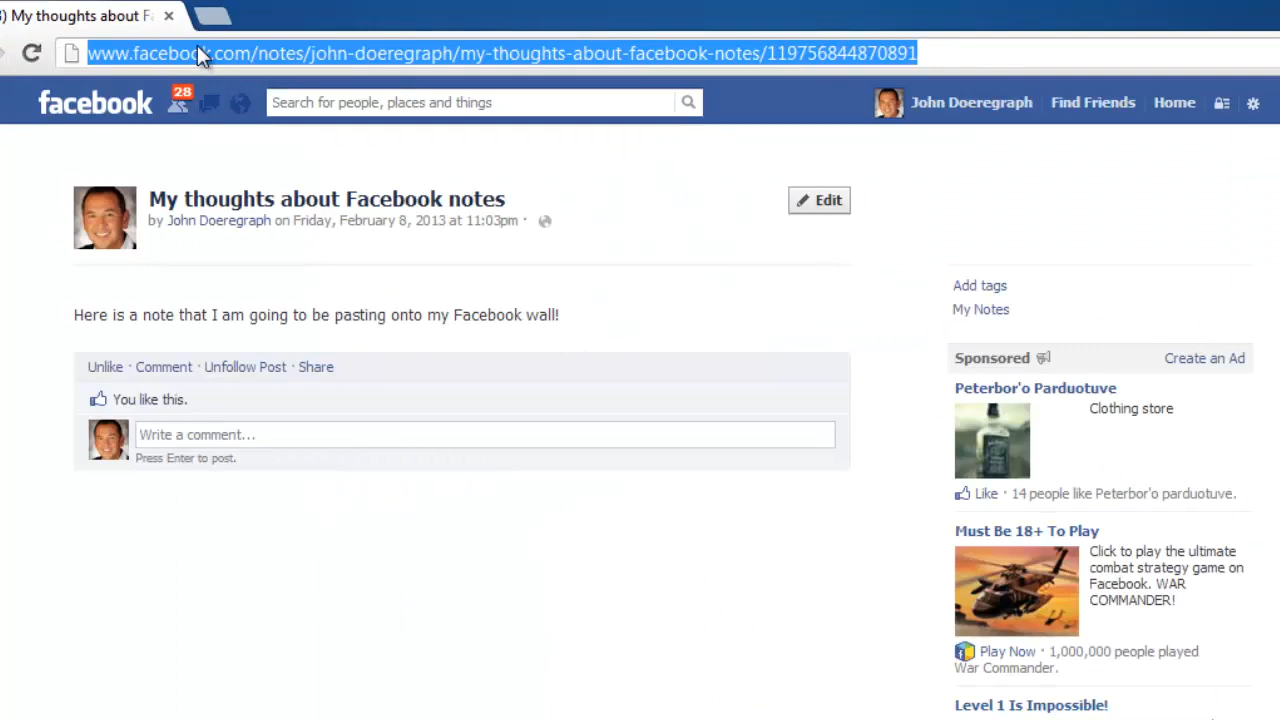 ) My thoughts about Fa
www.facebook.com/notes/john-doeregraph/my-thoughts-about-facebook-notes/119756844870891
facebook
28
Search for people, places and things
John Doeregraph
Find Friends
Home
My thoughts about Facebook notes
Edit
by John Doeregraph on Friday, February 8, 2013 at 11:03pm ·
Add tags
My Notes
Here is a note that I am going to be pasting onto my Facebook wall!
Unlike · Comment · Unfollow Post · Share
You like this.
Write a comment...
Press Enter to post.
Sponsored
Create an Ad
Peterbor'o Parduotuve
Clothing store
Like · 14 people like Peterbor'o parduotuve.
Must Be 18+ To Play
Click to play the ultimate
combat strategy game on
Facebook. WAR
COMMANDER!
Play Now · 1,000,000 people played
War Commander.
Level 1 Is Impossible!